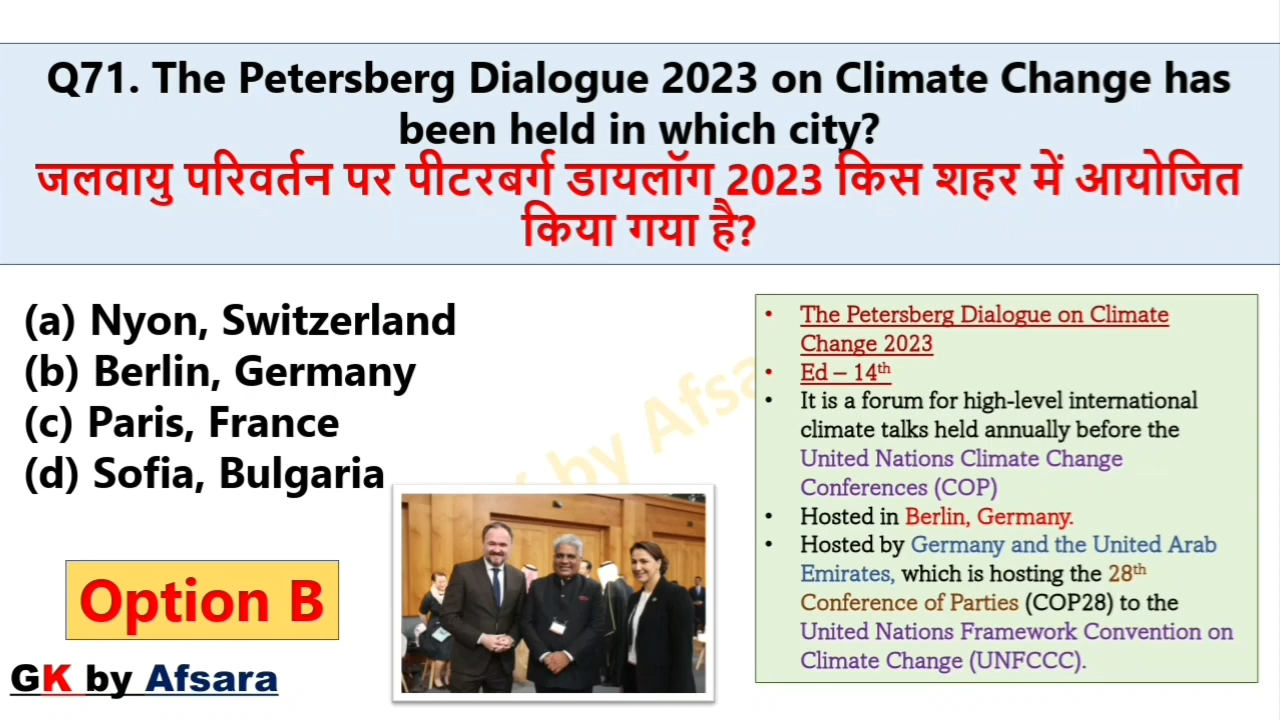 Q71. The Petersberg Dialogue 2023 on Climate Change has
been held in which city?
जलवायु परिवर्तन पर पीटरबर्ग डायलॉग 2023 किस शहर में आयोजित
किया गया है?
(a) Nyon, Switzerland
(b) Berlin, Germany
(c) Paris, France
(d) Sofia, Bulgaria
Option B
GK by Afsara
• The Petersberg Dialogue on Climate
Change 2023
• Ed – 14th
• It is a forum for high-level international
climate talks held annually before the
United Nations Climate Change
Conferences (COP)
• Hosted in Berlin, Germany.
• Hosted by Germany and the United Arab
Emirates, which is hosting the 28th
Conference of Parties (COP28) to the
United Nations Framework Convention on
Climate Change (UNFCCC).